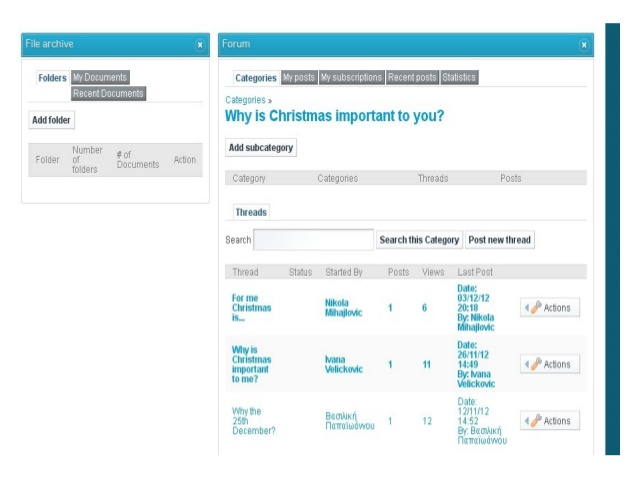 File archive
Folders My Documents
Recent Documents
Add folder
Folder Number of folders # of Documents Action
Forum
Categories My posts My subscriptions Recent posts Statistics
Categories »
Why is Christmas important to you?
Add subcategory
Category Categories Threads Posts
Threads
Search Search this Category Post new thread
Thread Status Started By Posts Views Last Post
For me Christmas is... Nikola Mihajlovic 1 6 Date: 03/12/12 20:18 By: Nikola Mihajlovic Actions
Why is Christmas important to me? Ivana Velickovic 1 11 Date: 26/11/12 14:49 By: Ivana Velickovic Actions
Why the 25th December? Βασιλική Παπαϊωάνου 1 12 Date: 12/11/12 14:52 By: Βασιλική Παπαϊωάνου Actions